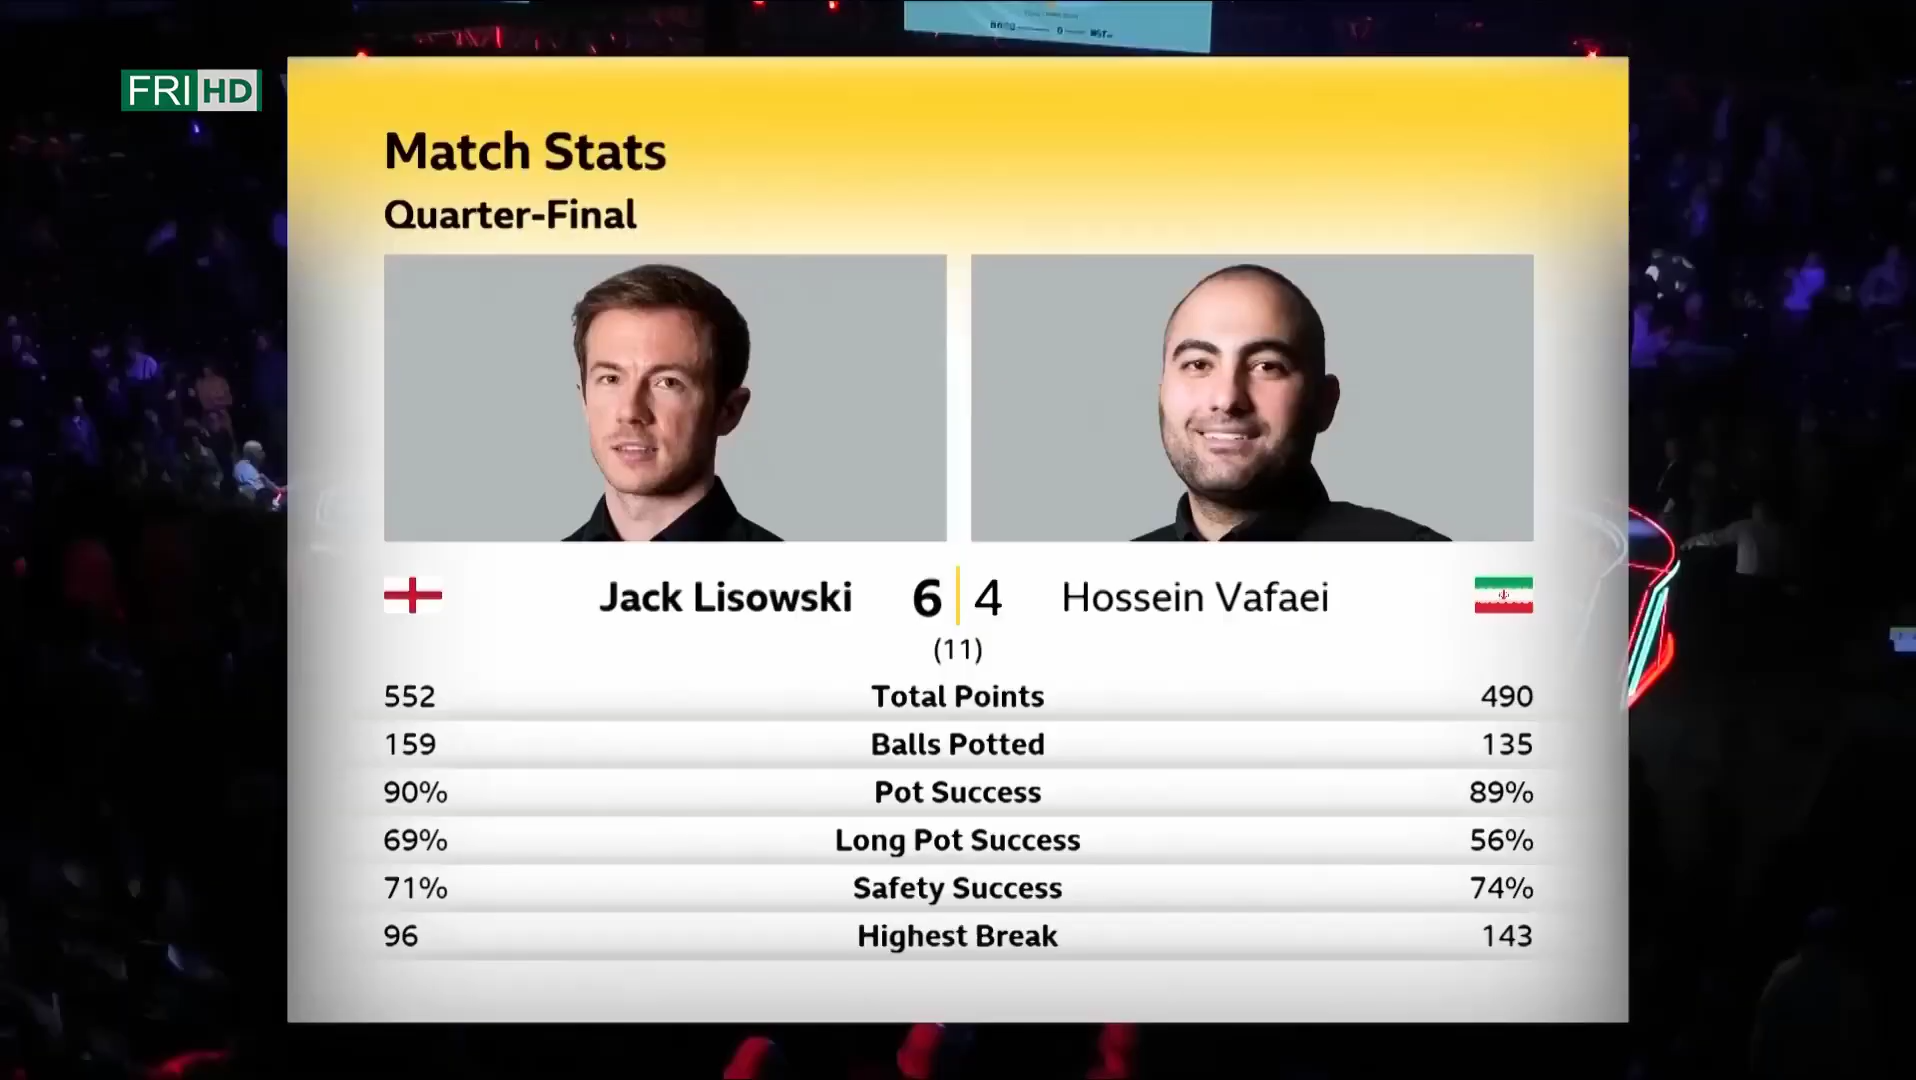 FRI HD
Match Stats
Quarter-Final
Jack Lisowski 6 4 Hossein Vafaei
(11)
552 Total Points 490
159 Balls Potted 135
90% Pot Success 89%
69% Long Pot Success 56%
71% Safety Success 74%
96 Highest Break 143